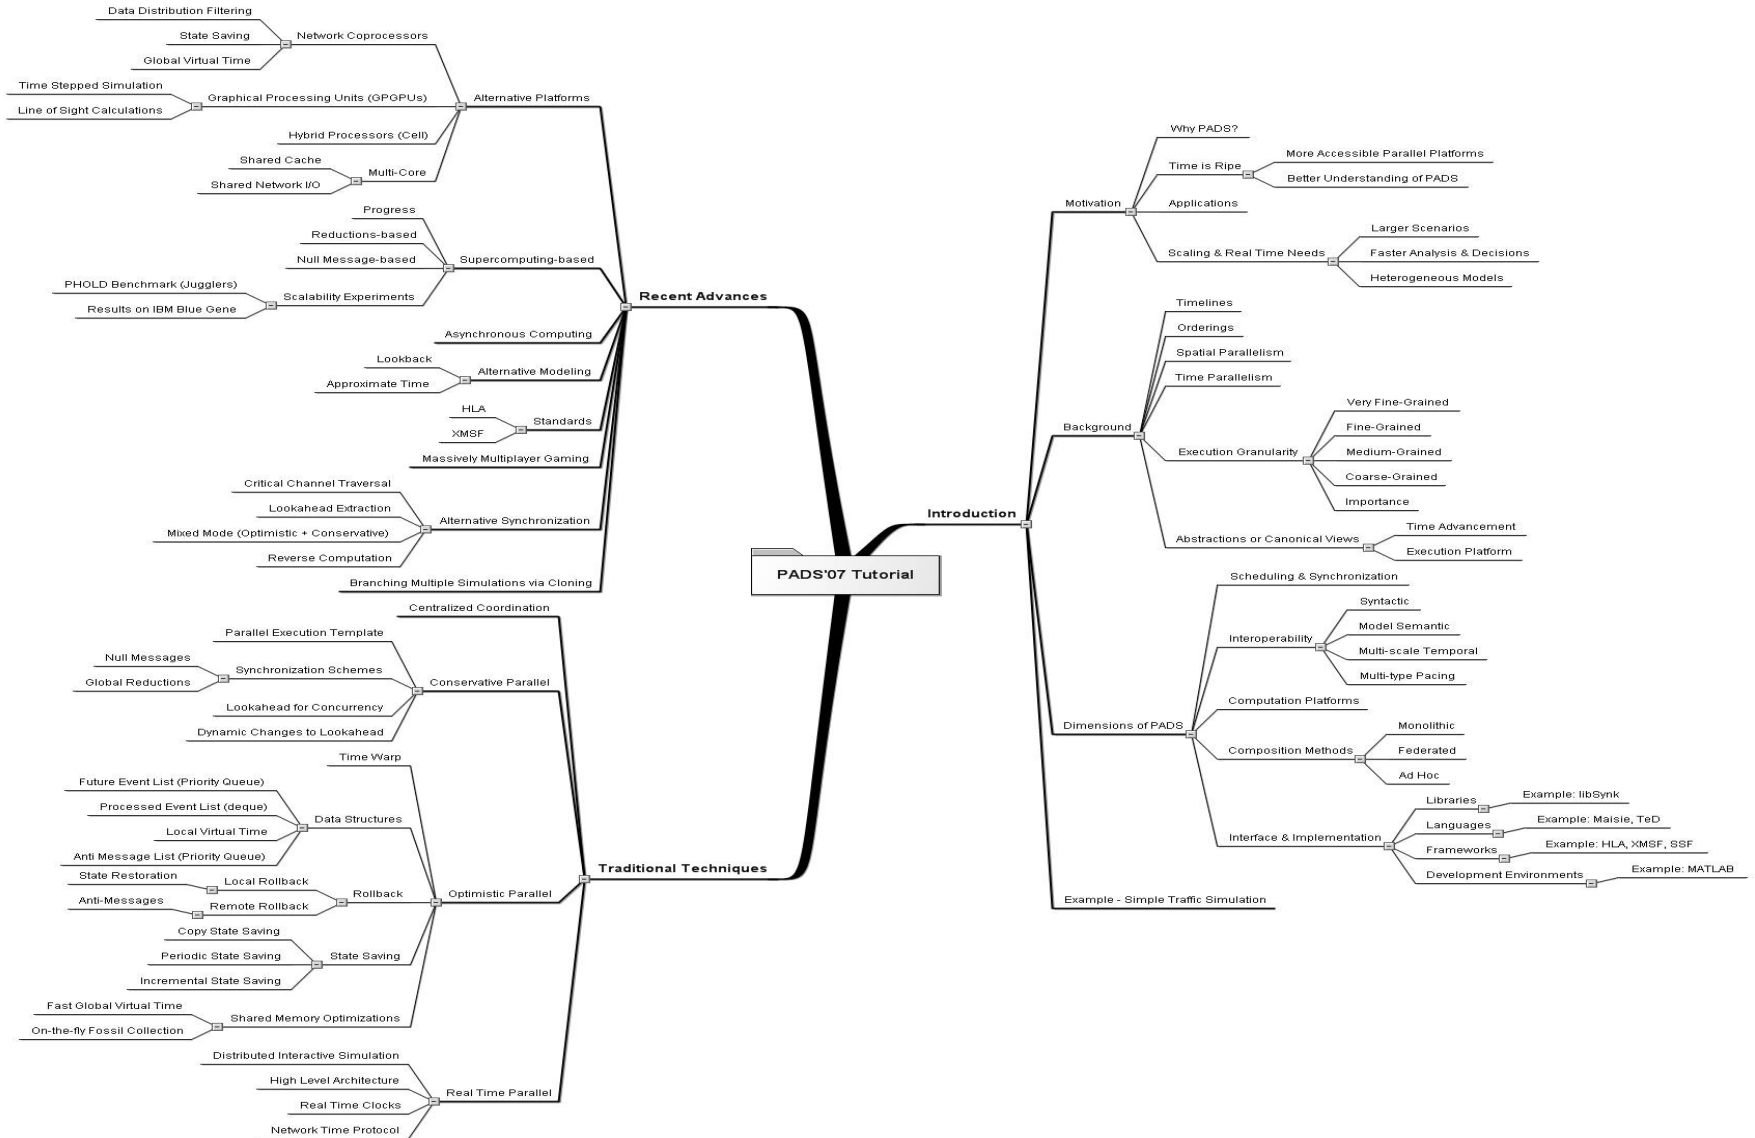 PADS'07 Tutorial
Introduction
Motivation
Why PADS?
Time is Ripe
More Accessible Parallel Platforms
Better Understanding of PADS
Applications
Scaling & Real Time Needs
Larger Scenarios
Faster Analysis & Decisions
Heterogeneous Models
Background
Timelines
Orderings
Spatial Parallelism
Time Parallelism
Execution Granularity
Very Fine-Grained
Fine-Grained
Medium-Grained
Coarse-Grained
Importance
Abstractions or Canonical Views
Time Advancement
Execution Platform
Dimensions of PADS
Scheduling & Synchronization
Interoperability
Syntactic
Model Semantic
Multi-scale Temporal
Multi-type Pacing
Computation Platforms
Composition Methods
Monolithic
Federated
Ad Hoc
Interface & Implementation
Libraries
Example: libSynk
Languages
Example: Maisie, TeD
Frameworks
Example: HLA, XMSF, SSF
Development Environments
Example: MATLAB
Example - Simple Traffic Simulation
Recent Advances
Alternative Platforms
Network Coprocessors
Data Distribution Filtering
State Saving
Global Virtual Time
Graphical Processing Units (GPGPUs)
Time Stepped Simulation
Line of Sight Calculations
Hybrid Processors (Cell)
Multi-Core
Shared Cache
Shared Network I/O
Supercomputing-based
Progress
Reductions-based
Null Message-based
Scalability Experiments
PHOLD Benchmark (Jugglers)
Results on IBM Blue Gene
Asynchronous Computing
Alternative Modeling
Lookback
Approximate Time
Standards
HLA
XMSF
Massively Multiplayer Gaming
Alternative Synchronization
Critical Channel Traversal
Lookahead Extraction
Mixed Mode (Optimistic + Conservative)
Reverse Computation
Branching Multiple Simulations via Cloning
Traditional Techniques
Centralized Coordination
Conservative Parallel
Parallel Execution Template
Synchronization Schemes
Null Messages
Global Reductions
Lookahead for Concurrency
Dynamic Changes to Lookahead
Optimistic Parallel
Time Warp
Data Structures
Future Event List (Priority Queue)
Processed Event List (deque)
Local Virtual Time
Anti Message List (Priority Queue)
Rollback
Local Rollback
State Restoration
Remote Rollback
Anti-Messages
State Saving
Copy State Saving
Periodic State Saving
Incremental State Saving
Shared Memory Optimizations
Fast Global Virtual Time
On-the-fly Fossil Collection
Real Time Parallel
Distributed Interactive Simulation
High Level Architecture
Real Time Clocks
Network Time Protocol